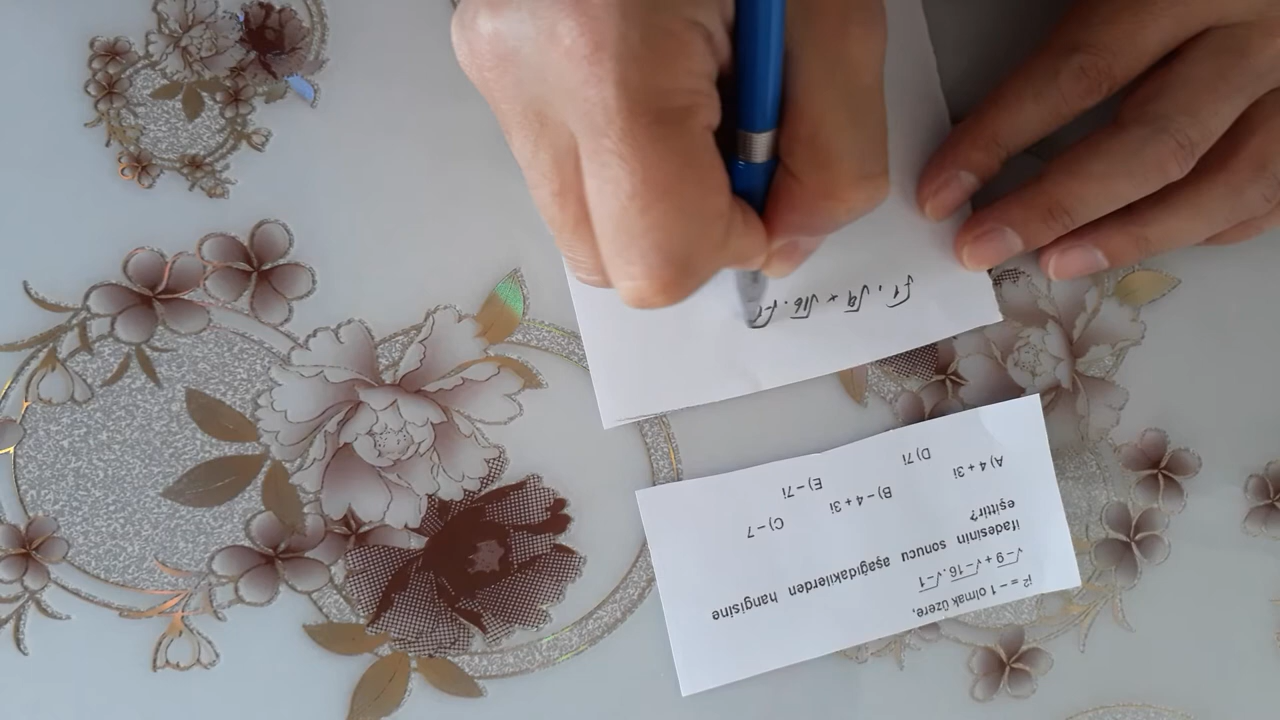 i² = − 1 olmak üzere,
√−9 + √−16 . √−1
ifadesinin sonucu aşağıdakilerden hangisine
eşittir?
A) 4 + 3i B) − 4 + 3i C) − 7
D) 7i E) − 7i